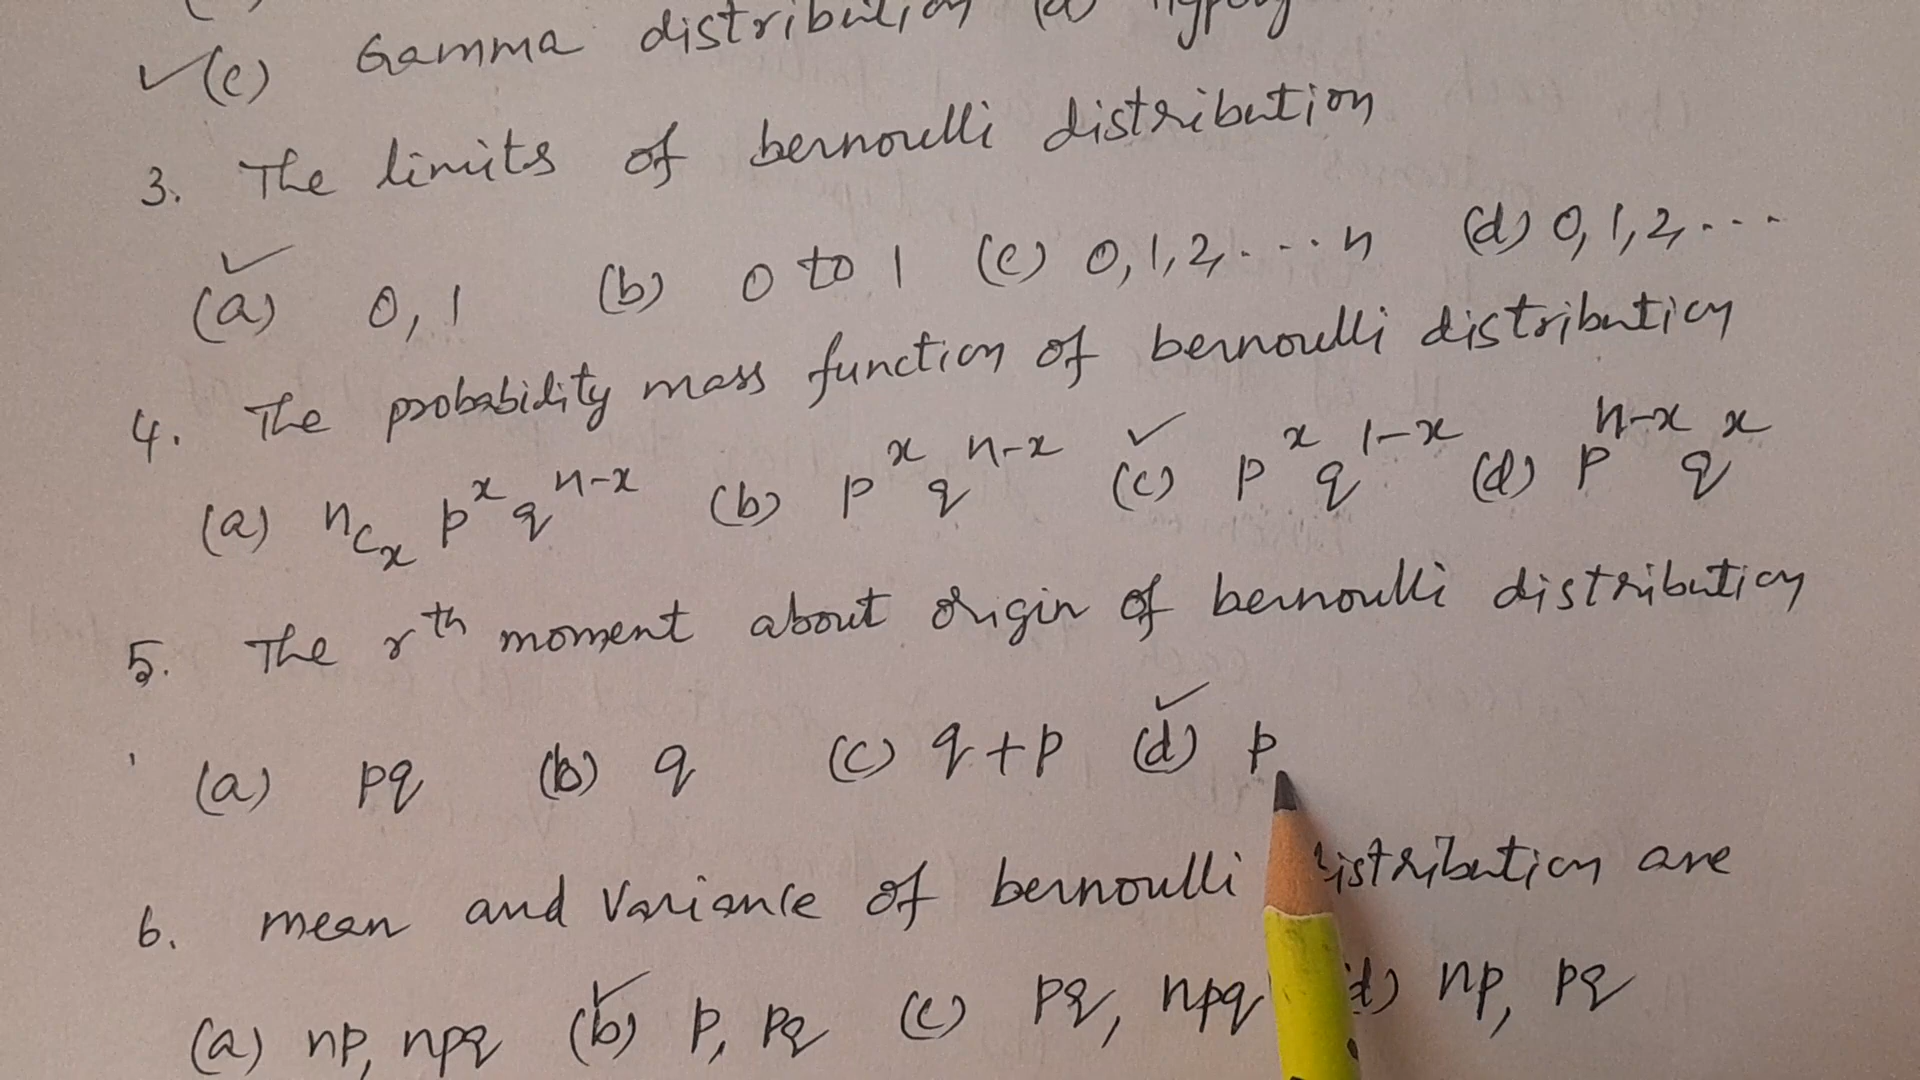 (c) Gamma distribution (d)
3. The limits of bernoulli distribution
(a) 0, 1 (b) 0 to 1 (c) 0, 1, 2, ... n (d) 0, 1, 2, ...
4. The probability mass function of bernoulli distribution
(a) nCx p^x q^n-x (b) p^x q^n-x (c) p^x q^1-x (d) p^n-x q^x
5. The rth moment about origin of bernoulli distribution
(a) pq (b) q (c) q+p (d) p
6. mean and Variance of bernoulli distribution are
(a) np, npq (b) p, pq (c) pq, npq (d) np, pq